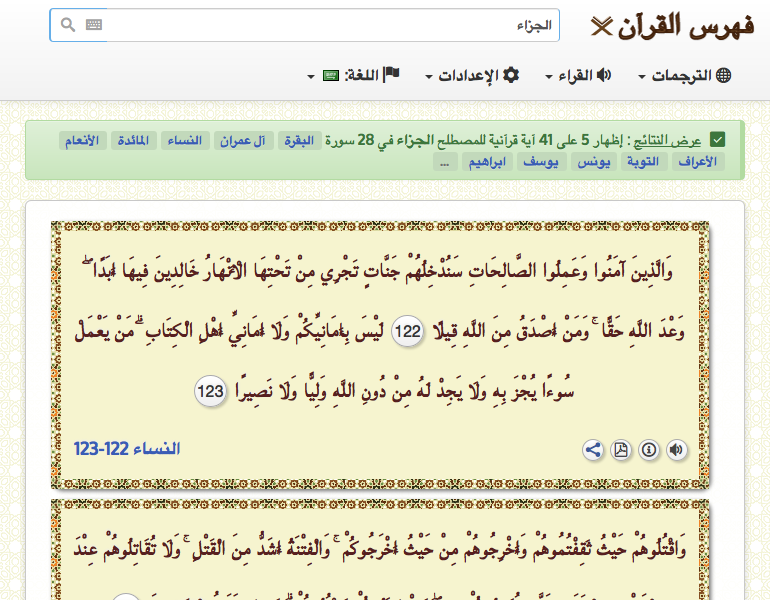 فهرس القرآن
الجزاء
الترجمات القراء الإعدادات اللغة:
عرض النتائج : إظهار 5 على 41 آية قرآنية للمصطلح الجزاء في 28 سورة البقرة آل عمران النساء المائدة الأنعام
الأعراف التوبة يونس يوسف ابراهيم ...
وَالَّذِينَ آمَنُوا وَعَمِلُوا الصَّالِحَاتِ سَنُدْخِلُهُمْ جَنَّاتٍ تَجْرِي مِنْ تَحْتِهَا الْأَنْهَارُ خَالِدِينَ فِيهَا أَبَدًا ۖ
وَعْدَ اللَّهِ حَقًّا ۚ وَمَنْ أَصْدَقُ مِنَ اللَّهِ قِيلًا 122 لَيْسَ بِأَمَانِيِّكُمْ وَلَا أَمَانِيِّ أَهْلِ الْكِتَابِ ۗ مَنْ يَعْمَلْ
سُوءًا يُجْزَ بِهِ وَلَا يَجِدْ لَهُ مِنْ دُونِ اللَّهِ وَلِيًّا وَلَا نَصِيرًا 123
النساء 122-123
وَاقْتُلُوهُمْ حَيْثُ ثَقِفْتُمُوهُمْ وَأَخْرِجُوهُمْ مِنْ حَيْثُ أَخْرَجُوكُمْ ۚ وَالْفِتْنَةُ أَشَدُّ مِنَ الْقَتْلِ ۚ وَلَا تُقَاتِلُوهُمْ عِنْدَ